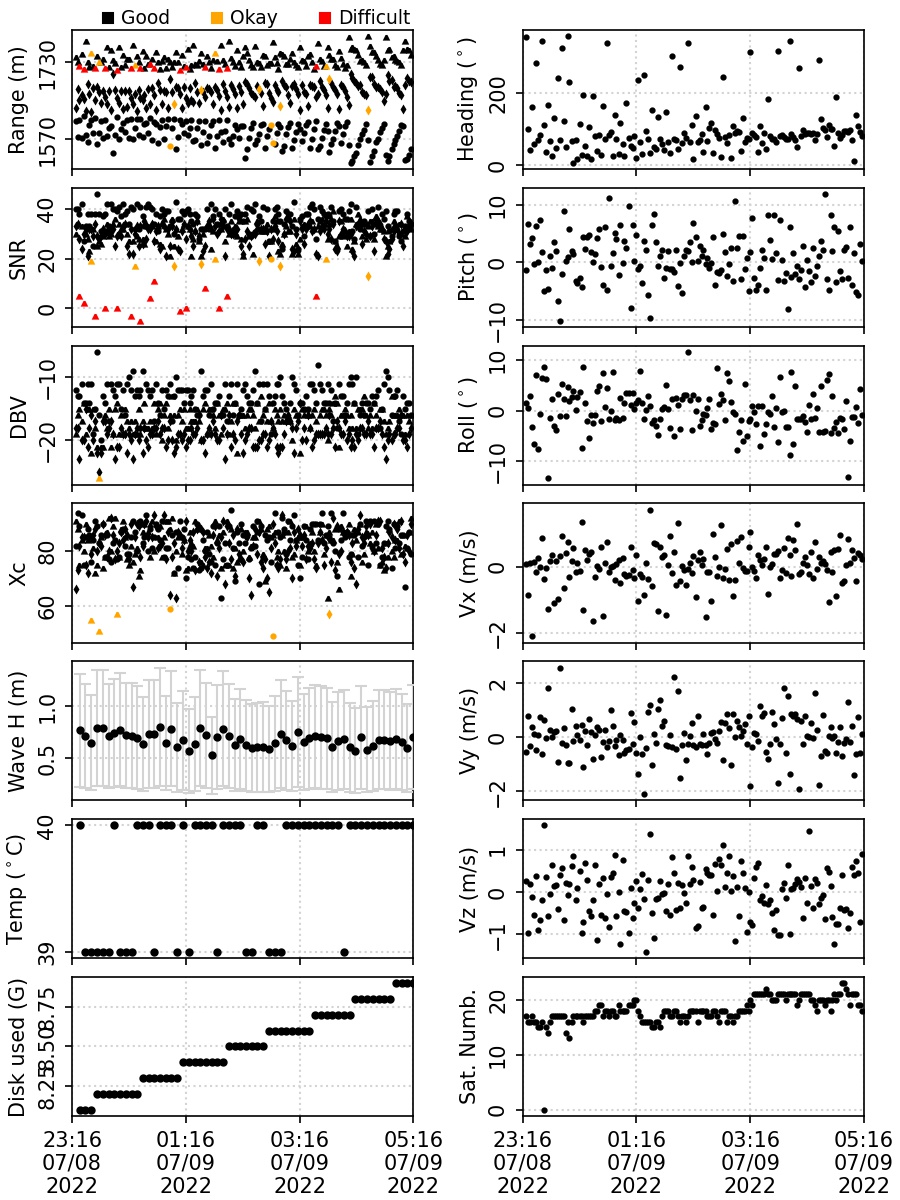 Good Okay Difficult
Range (m) 1730 1570
Heading (°) 200 0
SNR 40 20 0
Pitch (°) 10 0 −10
DBV −10 −20
Roll (°) 10 0 −10
Xc 80 60
Vx (m/s) 0 −2
Wave H (m) 1.0 0.5
Vy (m/s) 2 0 −2
Temp (°C) 40 39
Vz (m/s) 1 0 −1
Disk used (G) 8.75 8.50 8.25
Sat. Numb. 20 10 0
23:16 01:16 03:16 05:16 23:16 01:16 03:16 05:16
07/08 07/09 07/09 07/09 07/08 07/09 07/09 07/09
2022 2022 2022 2022 2022 2022 2022 2022